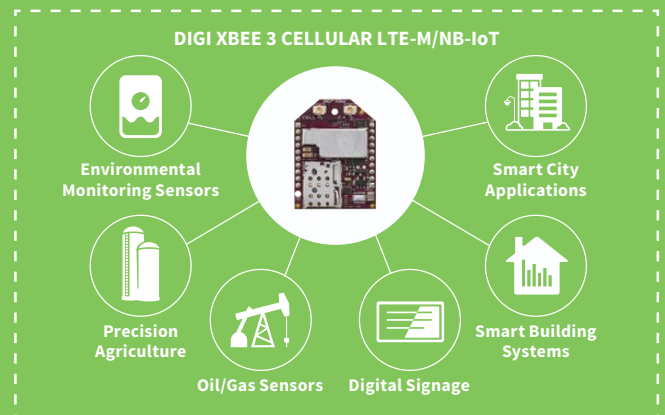 DIGI XBEE 3 CELLULAR LTE-M/NB-IoT
Environmental
Monitoring Sensors
Smart City
Applications
Precision
Agriculture
Smart Building
Systems
Oil/Gas Sensors
Digital Signage